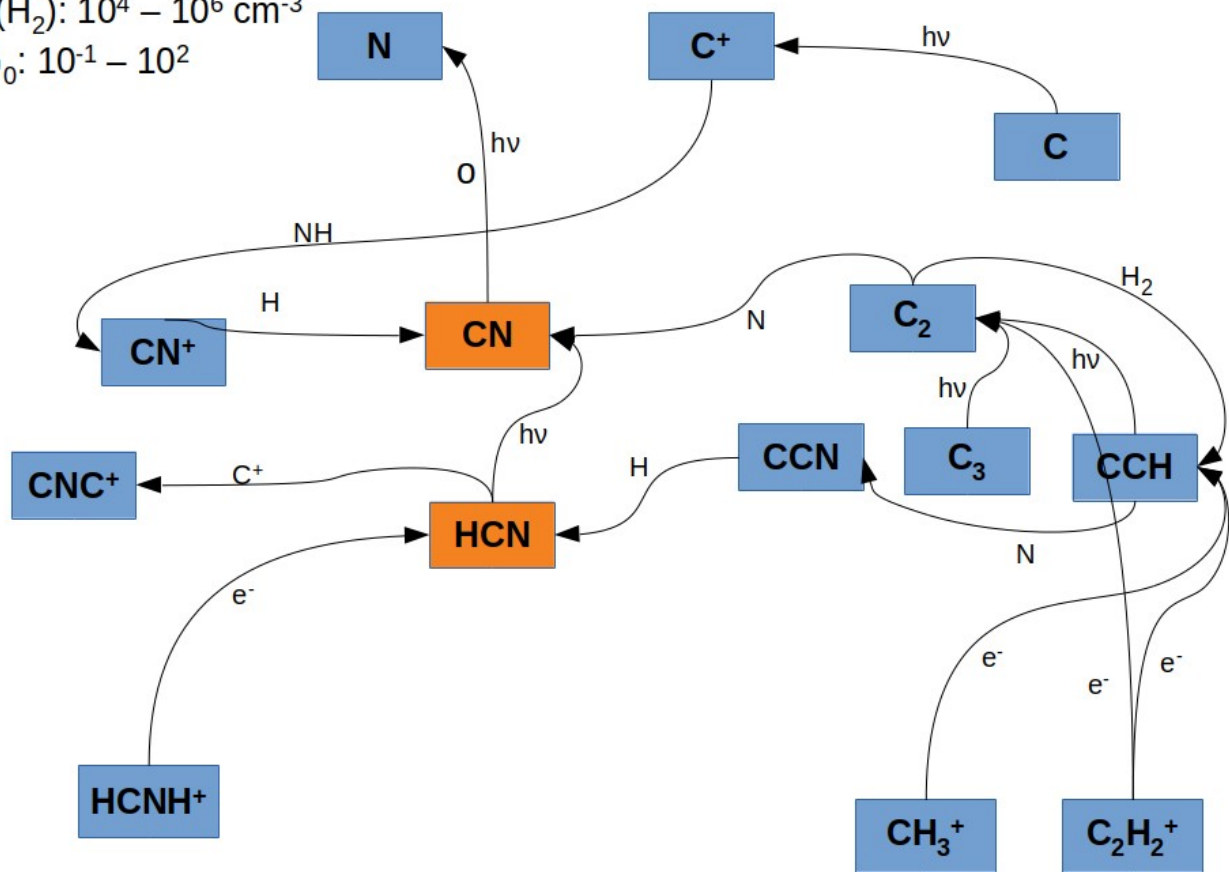 (H₂): 10⁴ – 10⁶ cm⁻³
₀: 10⁻¹ – 10²
N
C⁺
hν
C
hν
O
NH
H
CN⁺
CN
N
C₂
H₂
hν
hν
hν
CNC⁺
C⁺
H
CCN
C₃
CCH
HCN
N
e⁻
e⁻
e⁻
e⁻
HCNH⁺
CH₃⁺
C₂H₂⁺